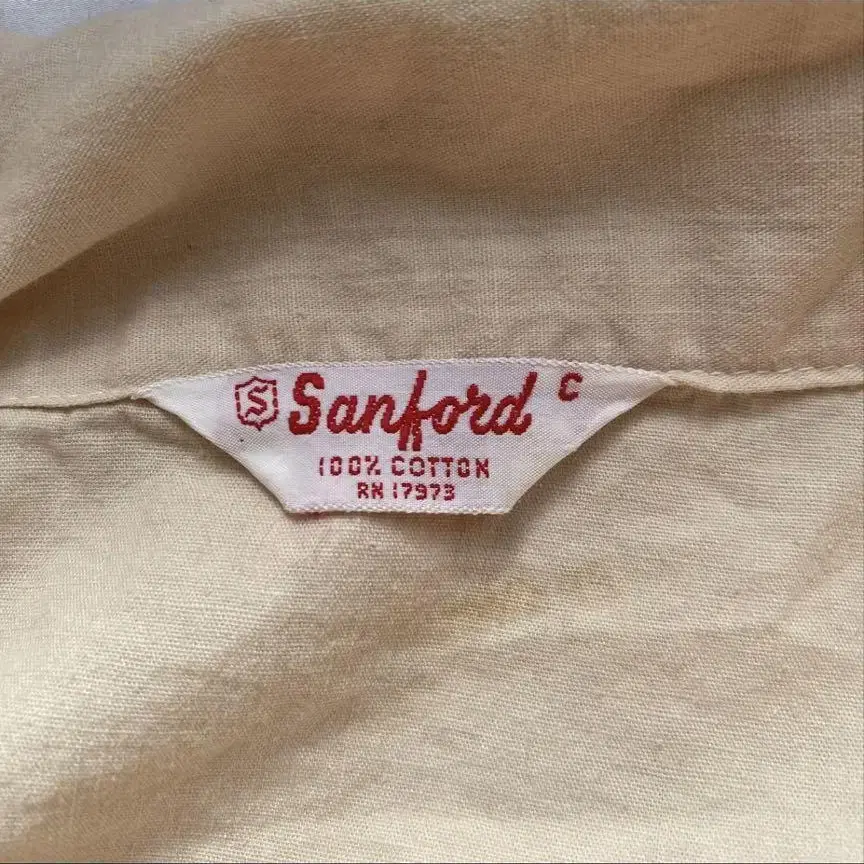 S Sanford C
100% COTTON
RN 17973